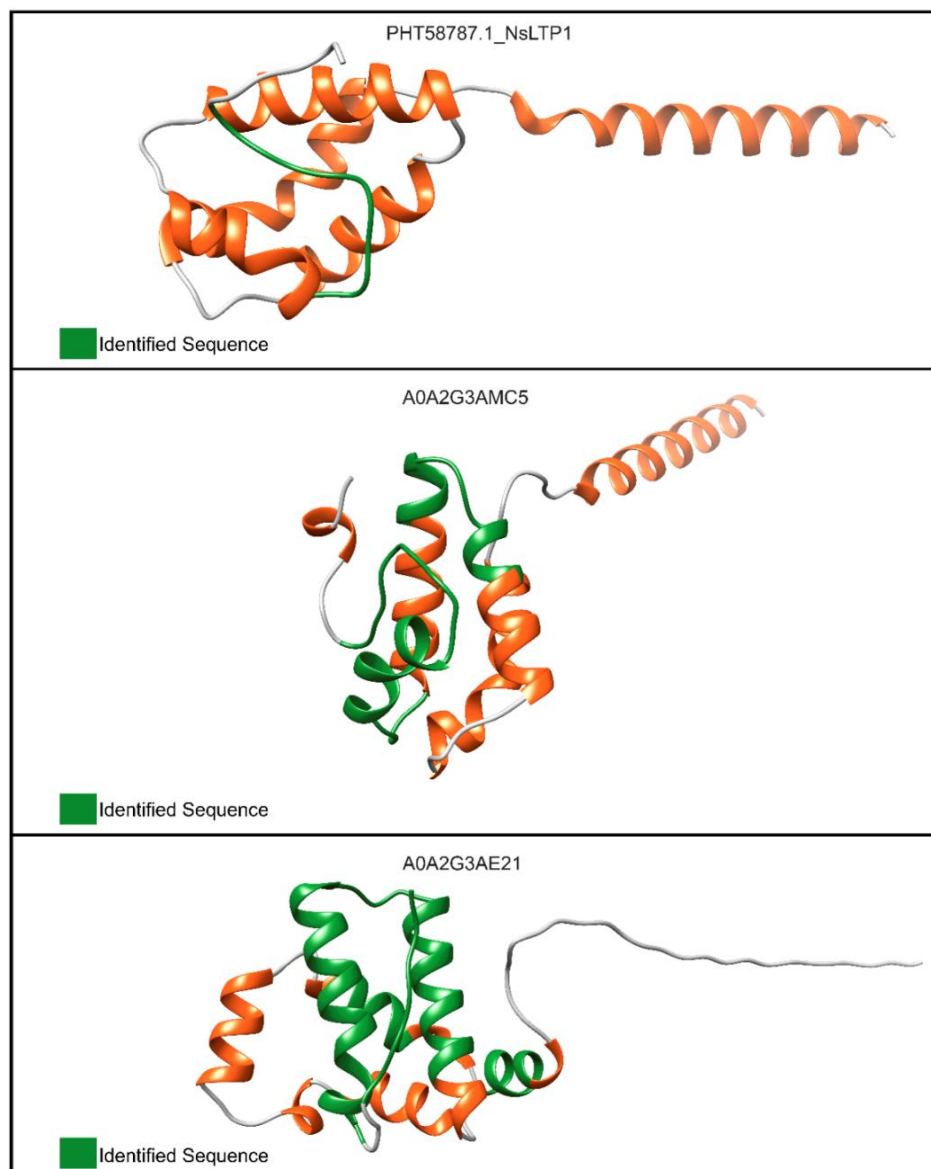 PHT58787.1_NsLTP1
Identified Sequence
A0A2G3AMC5
Identified Sequence
A0A2G3AE21
Identified Sequence